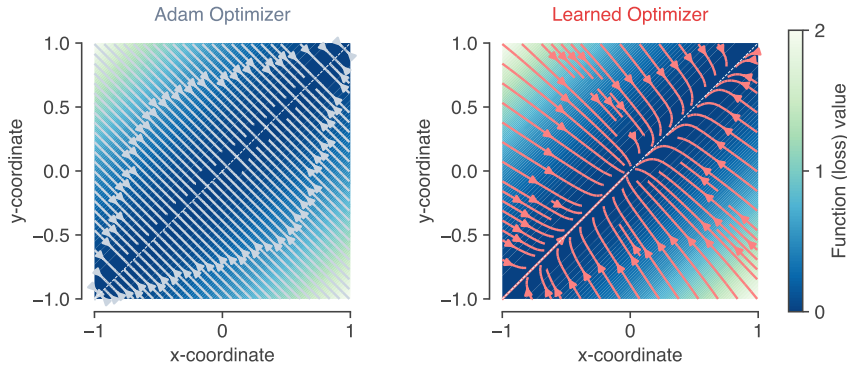 Adam Optimizer
1.0
0.5
0.0
−0.5
−1.0
y-coordinate
−1
0
1
x-coordinate
Learned Optimizer
1.0
0.5
0.0
−0.5
−1.0
y-coordinate
−1
0
1
x-coordinate
2
1
0
Function (loss) value